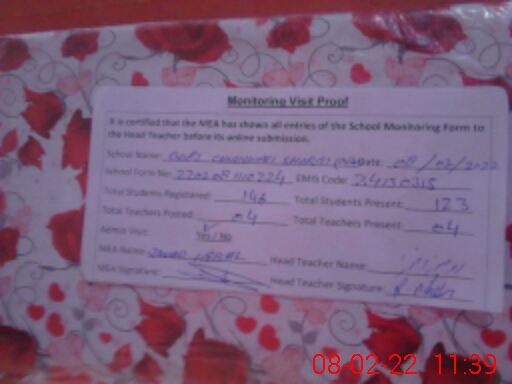 Monitoring Visit Proof
It is certified that the MEA has shown all entries of the School Monitoring Form to
the Head Teacher before its online submission.
School Name: Date: 08/02/2022
School Form No: 220208110224 EMIS Code: 34130315
Total Students Registered: 146 Total Students Present: 123
Total Teachers Posted: 04 Total Teachers Present: 04
Admin Visit: Yes / No
MEA Name: Head Teacher Name:
MEA Signature: Head Teacher Signature:
08-02-22 11:39